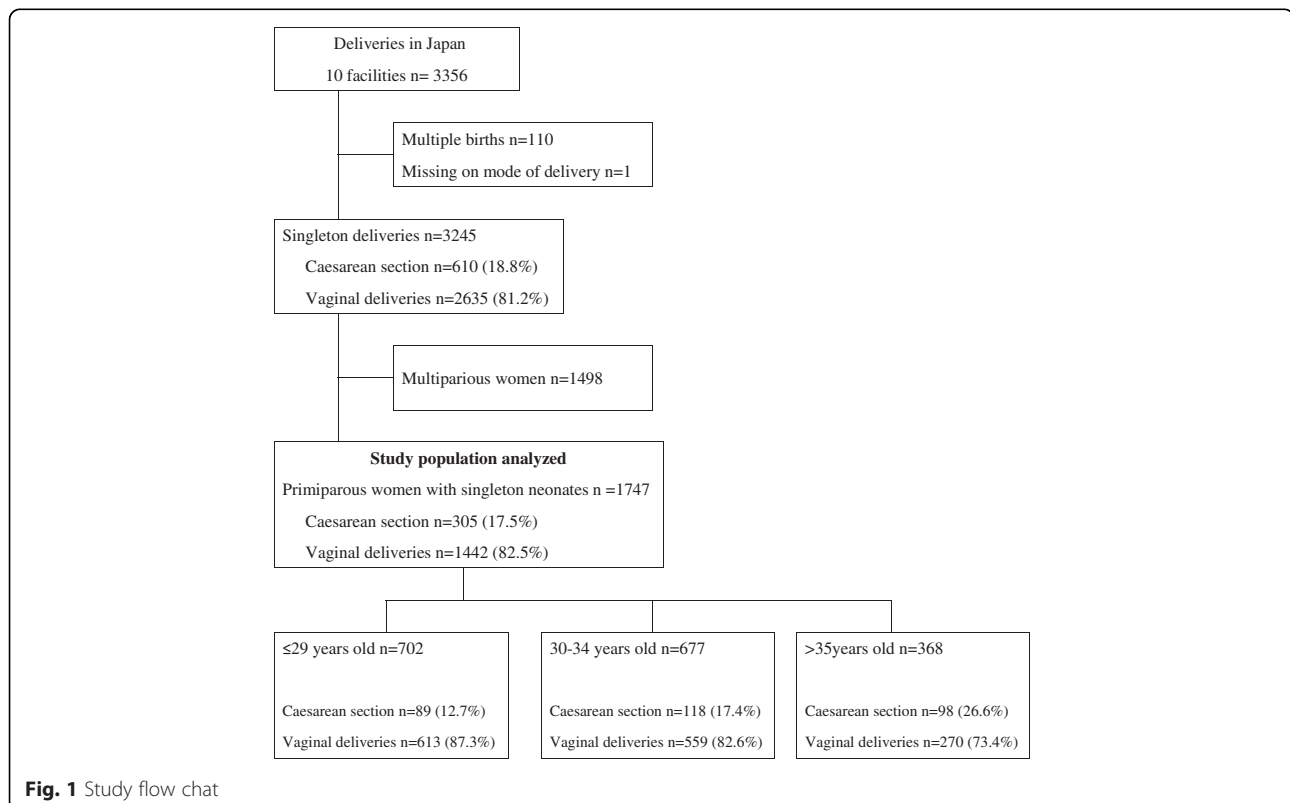 Deliveries in Japan
10 facilities n= 3356
Multiple births n=110
Missing on mode of delivery n=1
Singleton deliveries n=3245
Caesarean section n=610 (18.8%)
Vaginal deliveries n=2635 (81.2%)
Multiparious women n=1498
Study population analyzed
Primiparous women with singleton neonates n =1747
Caesarean section n=305 (17.5%)
Vaginal deliveries n=1442 (82.5%)
≤29 years old n=702
Caesarean section n=89 (12.7%)
Vaginal deliveries n=613 (87.3%)
30-34 years old n=677
Caesarean section n=118 (17.4%)
Vaginal deliveries n=559 (82.6%)
>35years old n=368
Caesarean section n=98 (26.6%)
Vaginal deliveries n=270 (73.4%)
Fig. 1 Study flow chat